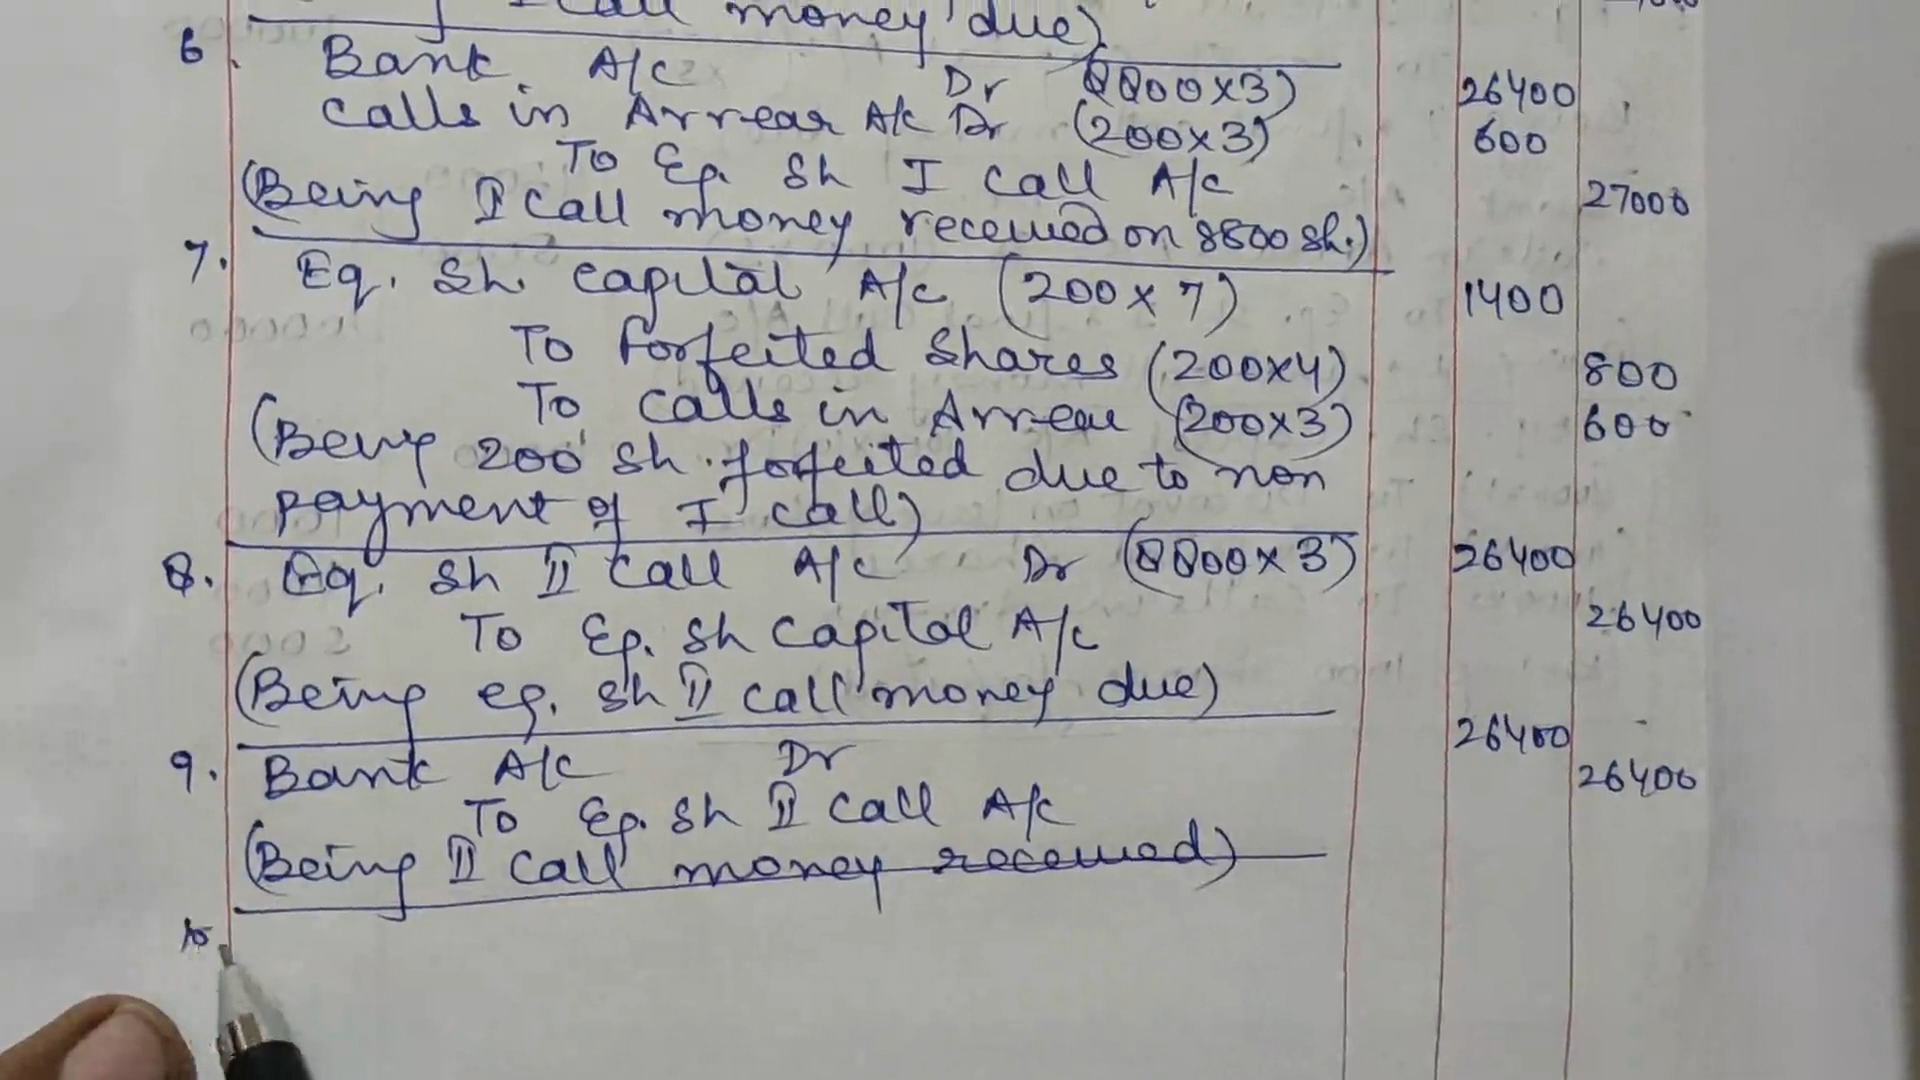 I Call money due)
6. Bank A/c Dr (8800x3) 26400
Calls in Arrear A/c Dr (200x3) 600
To Eq. Sh I Call A/c 27000
(Being I Call money received on 8800 sh.)
7. Eq. Sh. Capital A/c (200x7) 1400
To forfeited Shares (200x4) 800
To Calls in Arrear (200x3) 600
(Being 200 sh. forfeited due to non
payment of I call)
8. Eq. Sh II Call A/c Dr (8800x3) 26400
To Eq. Sh Capital A/c 26400
(Being eq. sh II call money due)
9. Bank A/c Dr 26400
To Eq. Sh II Call A/c 26400
(Being II Call money received)
10